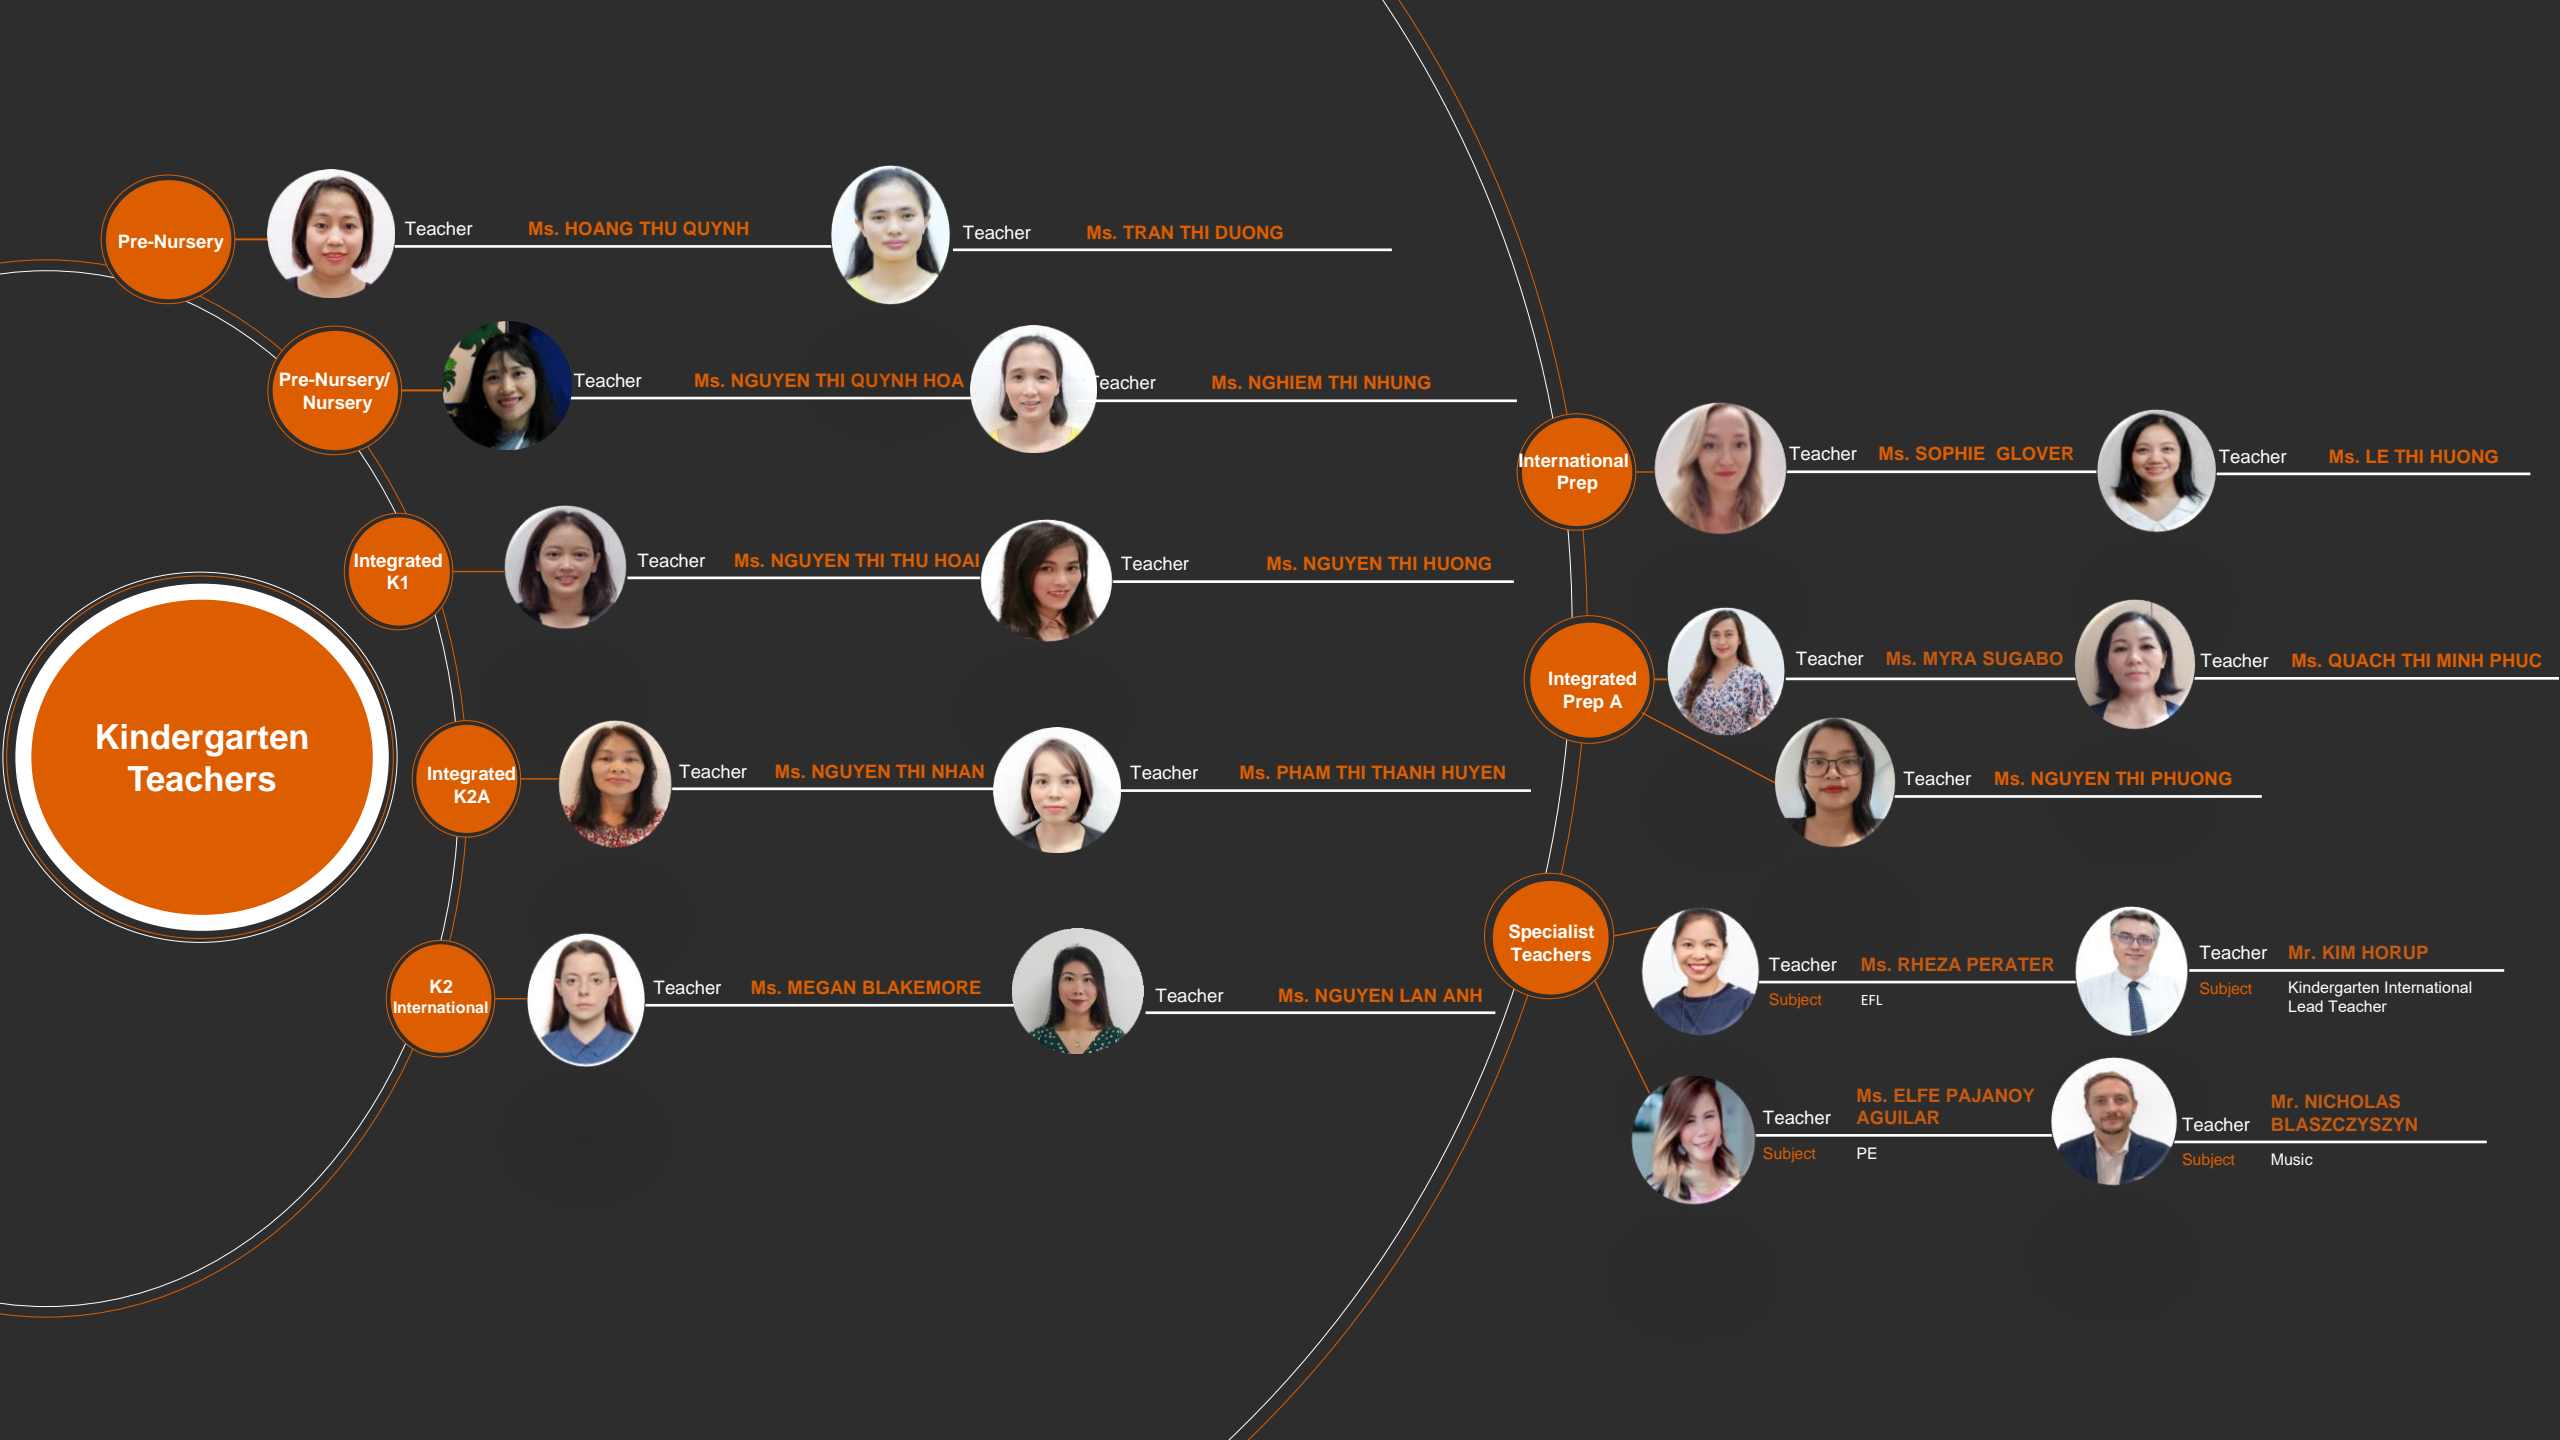 Kindergarten
Teachers
Pre-Nursery
Teacher Ms. HOANG THU QUYNH
Teacher Ms. TRAN THI DUONG
Pre-Nursery/
Nursery
Teacher Ms. NGUYEN THI QUYNH HOA
Teacher Ms. NGHIEM THI NHUNG
Integrated
K1
Teacher Ms. NGUYEN THI THU HOAI
Teacher Ms. NGUYEN THI HUONG
Integrated
K2A
Teacher Ms. NGUYEN THI NHAN
Teacher Ms. PHAM THI THANH HUYEN
K2
International
Teacher Ms. MEGAN BLAKEMORE
Teacher Ms. NGUYEN LAN ANH
International
Prep
Teacher Ms. SOPHIE GLOVER
Teacher Ms. LE THI HUONG
Integrated
Prep A
Teacher Ms. MYRA SUGABO
Teacher Ms. QUACH THI MINH PHUC
Teacher Ms. NGUYEN THI PHUONG
Specialist
Teachers
Teacher Ms. RHEZA PERATER
Subject EFL
Teacher Mr. KIM HORUP
Subject Kindergarten International
Lead Teacher
Teacher Ms. ELFE PAJANOY
AGUILAR
Subject PE
Teacher Mr. NICHOLAS
BLASZCZYSZYN
Subject Music